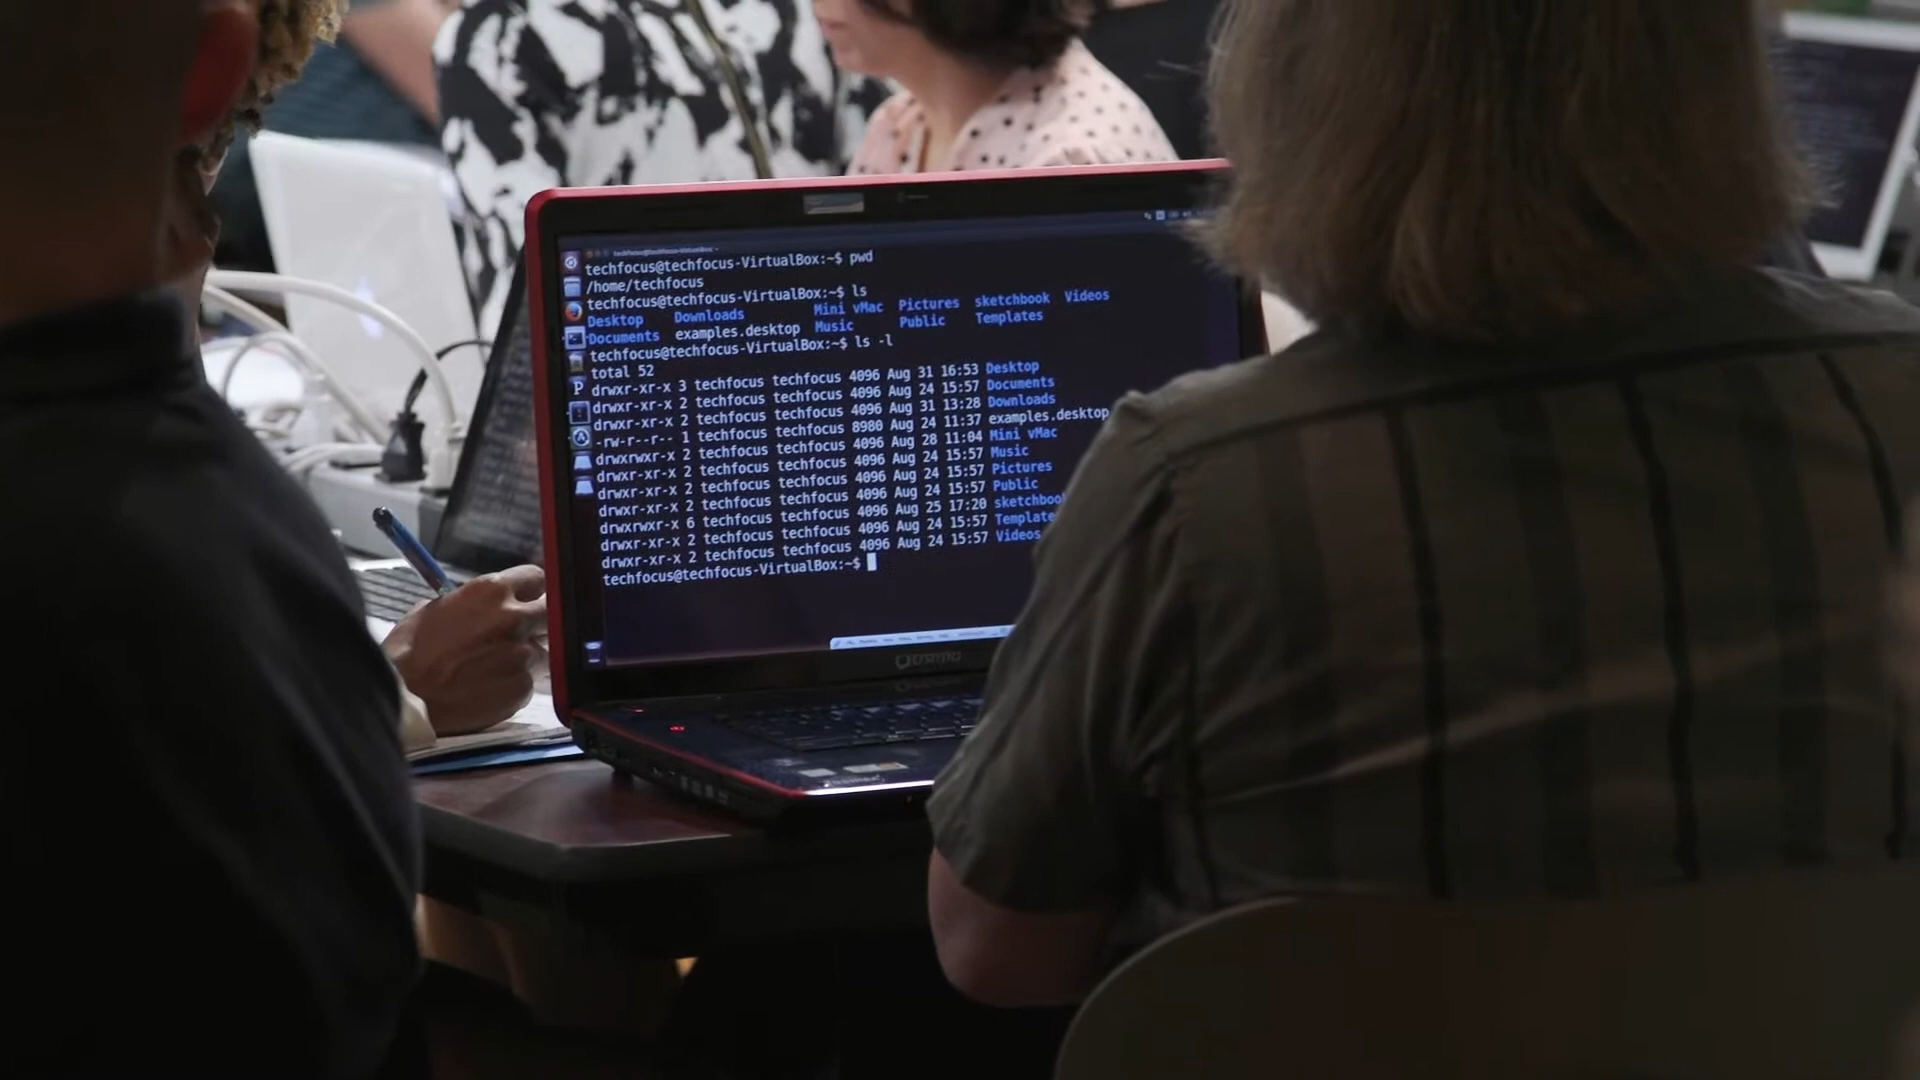 techfocus@techfocus-VirtualBox:~$ pwd
/home/techfocus
techfocus@techfocus-VirtualBox:~$ ls
Desktop Downloads Mini vMac Pictures sketchbook Videos
Documents examples.desktop Music Public Templates
techfocus@techfocus-VirtualBox:~$ ls -l
total 52
drwxr-xr-x 3 techfocus techfocus 4096 Aug 31 16:53 Desktop
drwxr-xr-x 2 techfocus techfocus 4096 Aug 24 15:57 Documents
drwxr-xr-x 2 techfocus techfocus 4096 Aug 31 13:28 Downloads
-rw-r--r-- 1 techfocus techfocus 8980 Aug 24 11:37 examples.desktop
drwxrwxr-x 2 techfocus techfocus 4096 Aug 28 11:04 Mini vMac
drwxr-xr-x 2 techfocus techfocus 4096 Aug 24 15:57 Music
drwxr-xr-x 2 techfocus techfocus 4096 Aug 24 15:57 Pictures
drwxr-xr-x 2 techfocus techfocus 4096 Aug 24 15:57 Public
drwxrwxr-x 6 techfocus techfocus 4096 Aug 25 17:20 sketchboo
drwxr-xr-x 2 techfocus techfocus 4096 Aug 24 15:57 Template
drwxr-xr-x 2 techfocus techfocus 4096 Aug 24 15:57 Videos
techfocus@techfocus-VirtualBox:~$